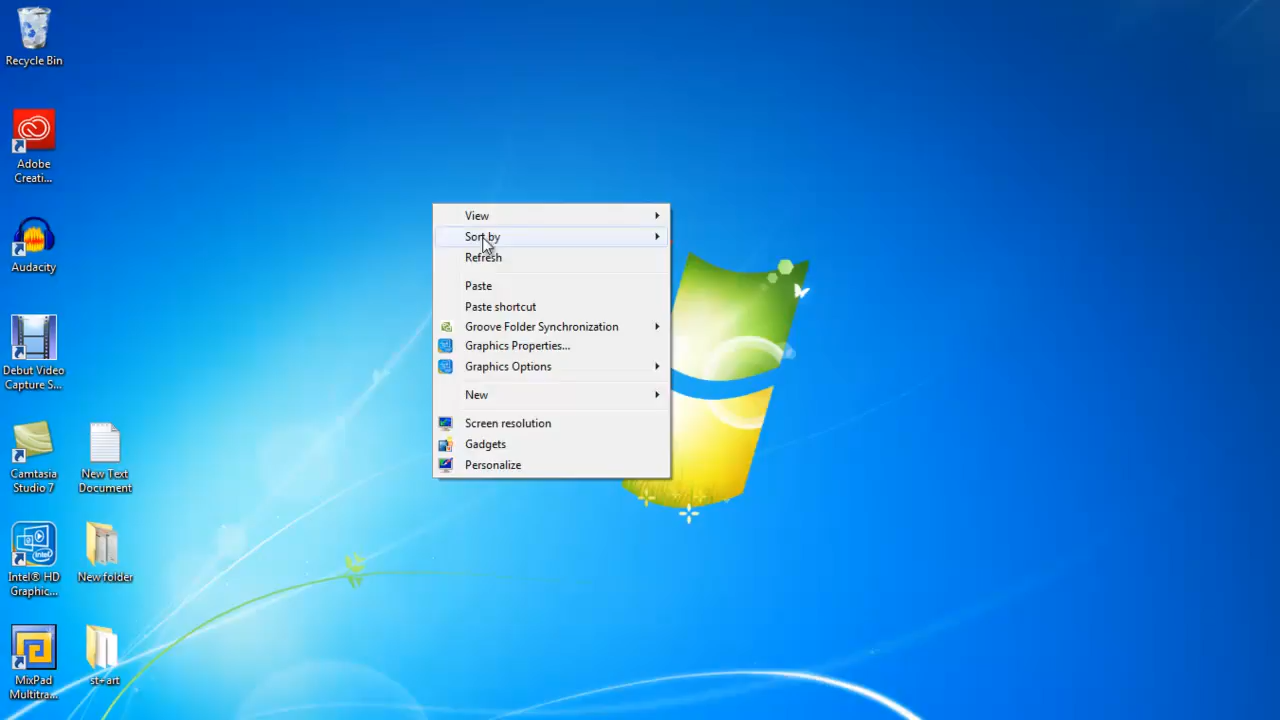 Recycle Bin
Adobe
Creati...
Audacity
Debut Video
Capture S...
Camtasia
Studio 7
New Text
Document
Intel® HD
Graphic...
New folder
MixPad
Multitra...
st+art
View
Sort by
Refresh
Paste
Paste shortcut
Groove Folder Synchronization
Graphics Properties...
Graphics Options
New
Screen resolution
Gadgets
Personalize